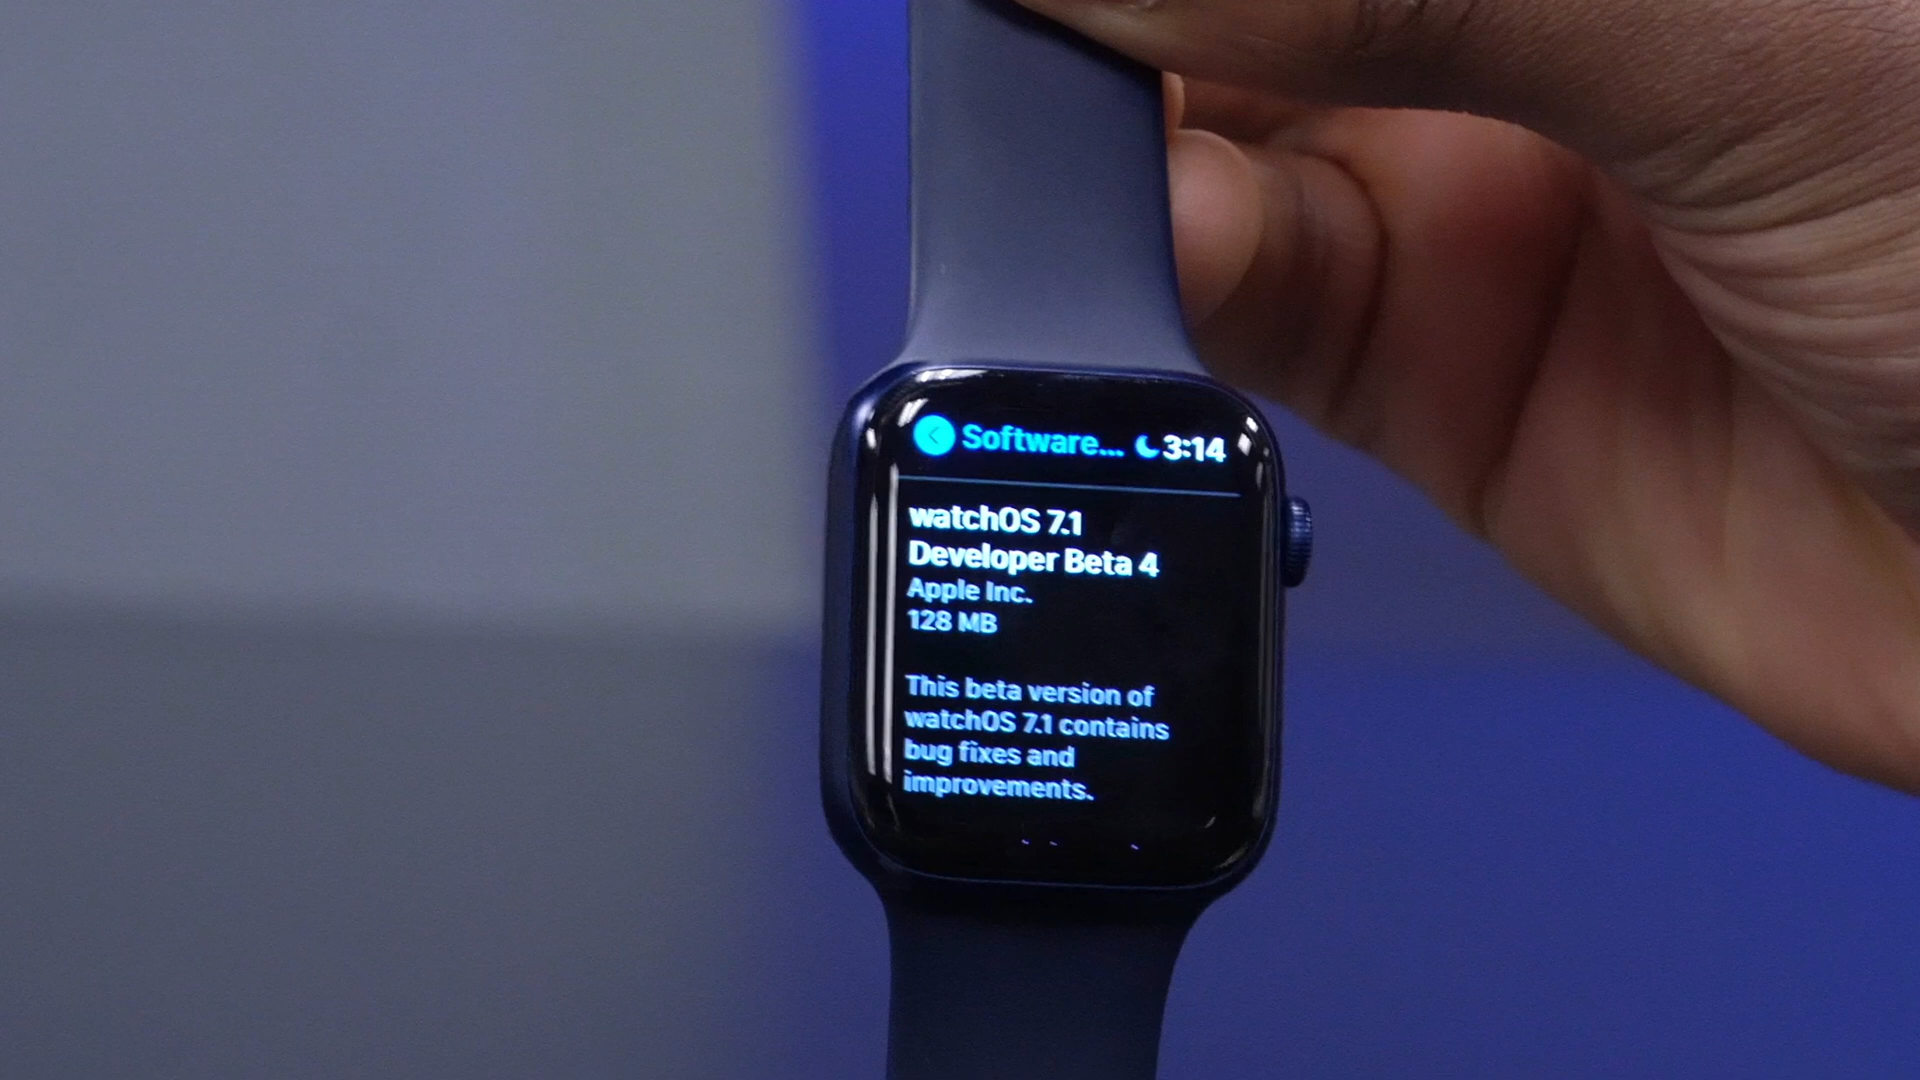 Software... 3:14
watchOS 7.1
Developer Beta 4
Apple Inc.
128 MB
This beta version of
watchOS 7.1 contains
bug fixes and
improvements.